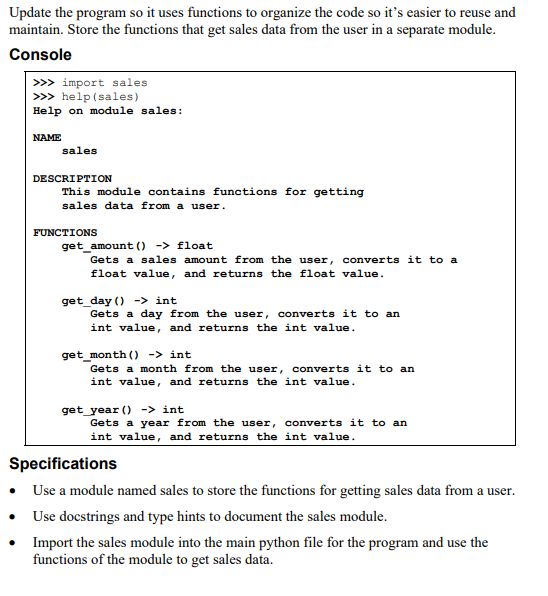 Update the program so it uses functions to organize the code so it’s easier to reuse and
maintain. Store the functions that get sales data from the user in a separate module.
Console
>>> import sales
>>> help(sales)
Help on module sales:
NAME
sales
DESCRIPTION
This module contains functions for getting
sales data from a user.
FUNCTIONS
get_amount() -> float
Gets a sales amount from the user, converts it to a
float value, and returns the float value.
get_day() -> int
Gets a day from the user, converts it to an
int value, and returns the int value.
get_month() -> int
Gets a month from the user, converts it to an
int value, and returns the int value.
get_year() -> int
Gets a year from the user, converts it to an
int value, and returns the int value.
Specifications
• Use a module named sales to store the functions for getting sales data from a user.
• Use docstrings and type hints to document the sales module.
• Import the sales module into the main python file for the program and use the
functions of the module to get sales data.